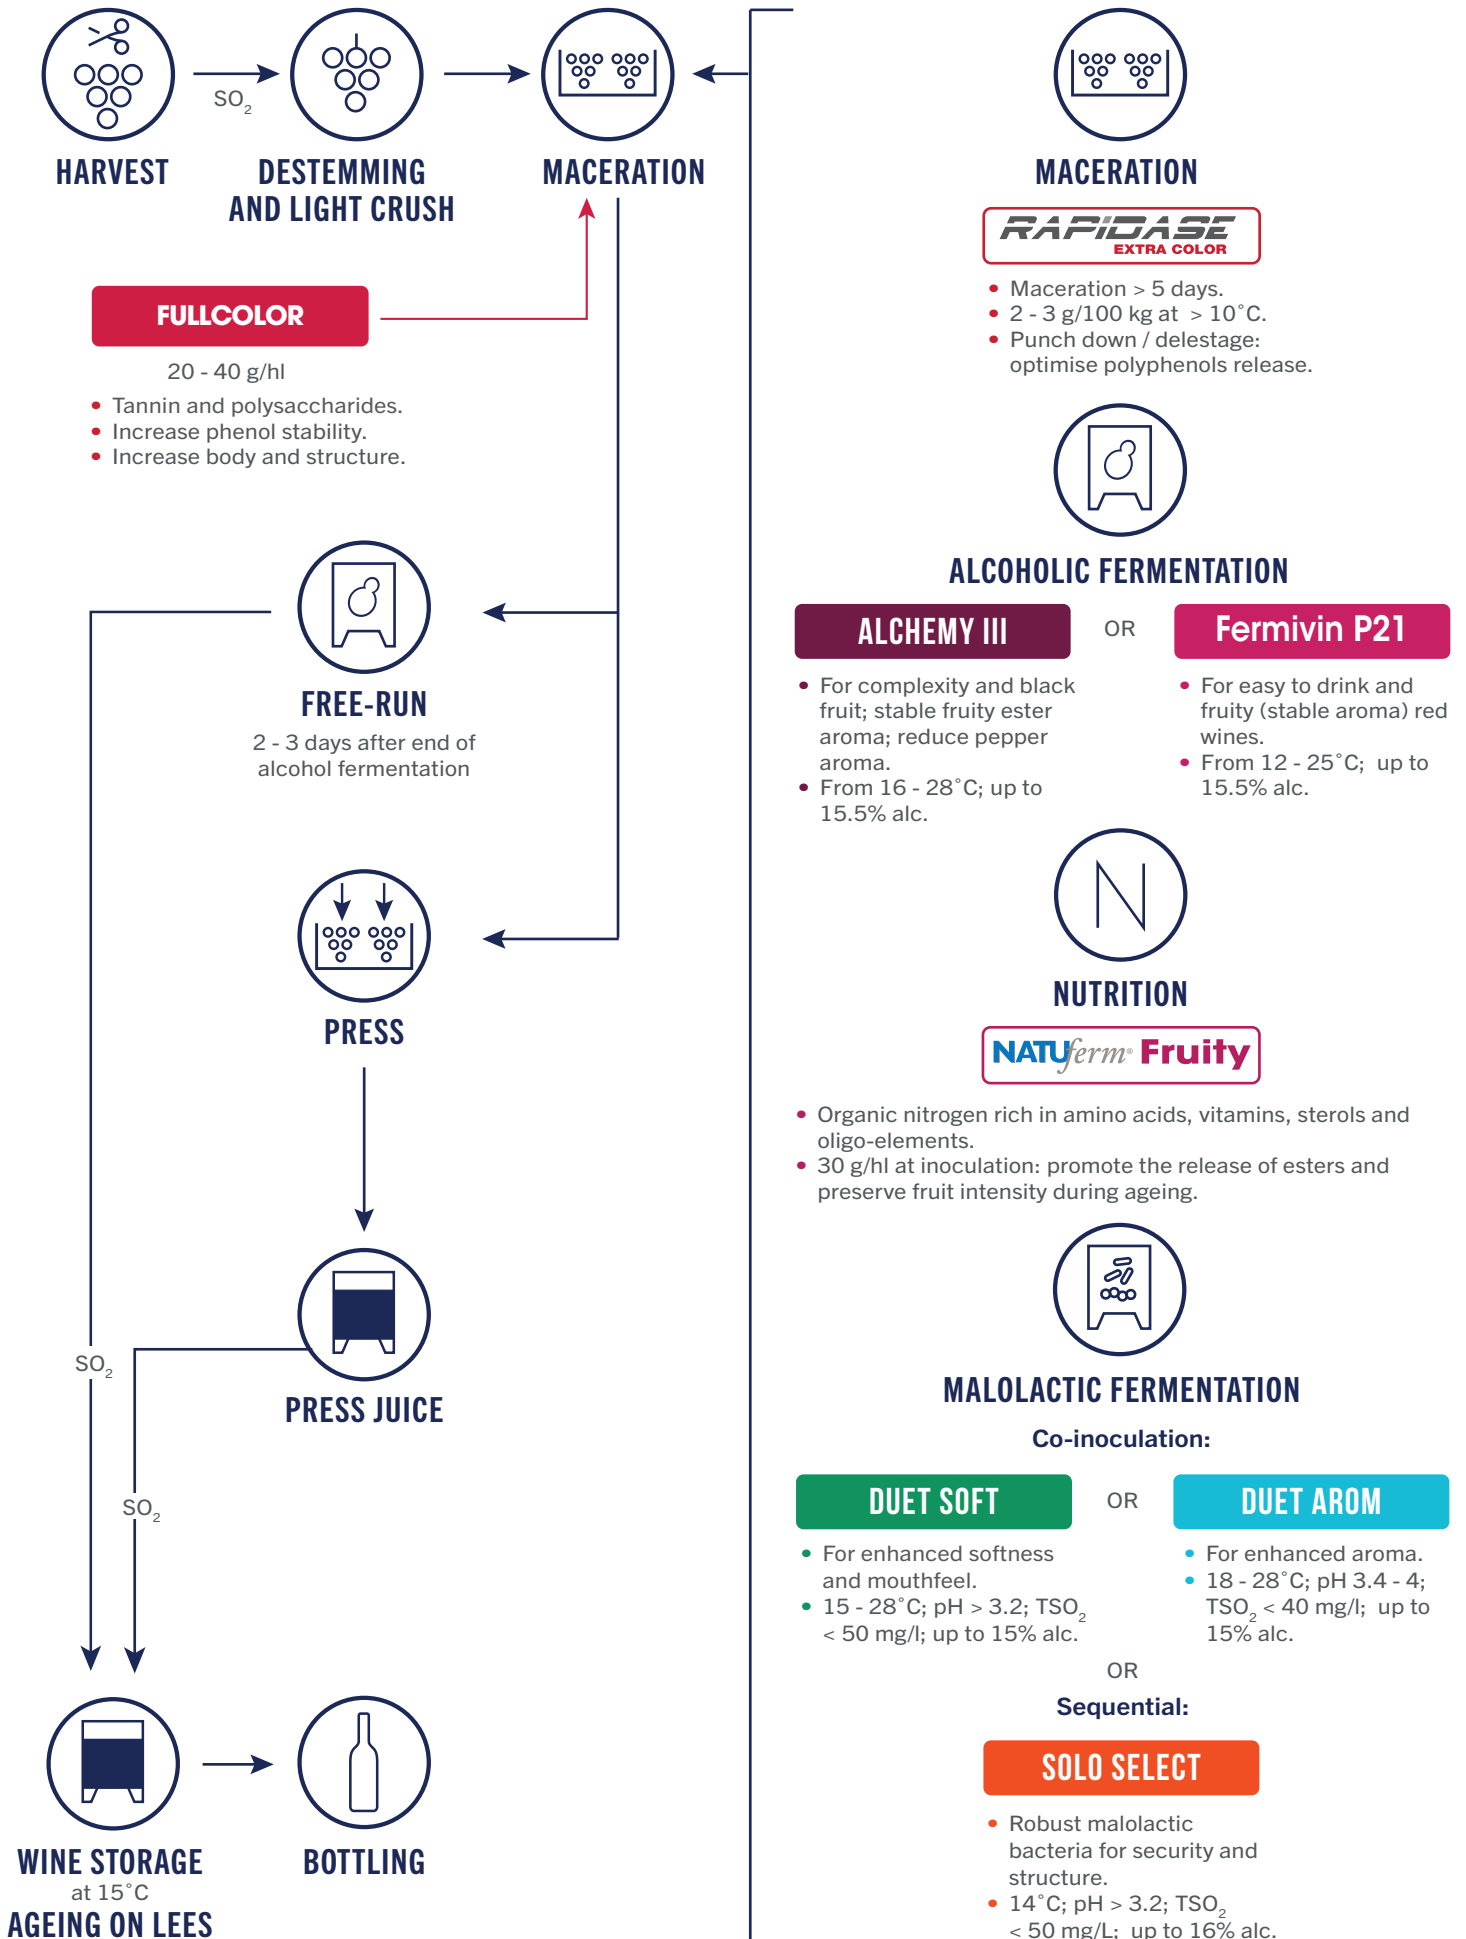 HARVEST
SO2
DESTEMMING
AND LIGHT CRUSH
MACERATION
FULLCOLOR
20 - 40 g/hl
• Tannin and polysaccharides.
• Increase phenol stability.
• Increase body and structure.
FREE-RUN
2 - 3 days after end of
alcohol fermentation
PRESS
SO2
PRESS JUICE
SO2
WINE STORAGE
at 15˚C
AGEING ON LEES
BOTTLING
MACERATION
RAPIDASE
EXTRA COLOR
• Maceration > 5 days.
• 2 - 3 g/100 kg at > 10˚C.
• Punch down / delestage:
optimise polyphenols release.
ALCOHOLIC FERMENTATION
ALCHEMY III
• For complexity and black
fruit; stable fruity ester
aroma; reduce pepper
aroma.
• From 16 - 28˚C; up to
15.5% alc.
OR
Fermivin P21
• For easy to drink and
fruity (stable aroma) red
wines.
• From 12 - 25˚C; up to
15.5% alc.
N
NUTRITION
NATUferm® Fruity
• Organic nitrogen rich in amino acids, vitamins, sterols and
oligo-elements.
• 30 g/hl at inoculation: promote the release of esters and
preserve fruit intensity during ageing.
MALOLACTIC FERMENTATION
Co-inoculation:
DUET SOFT
• For enhanced softness
and mouthfeel.
• 15 - 28˚C; pH > 3.2; TSO2
< 50 mg/l; up to 15% alc.
OR
DUET AROM
• For enhanced aroma.
• 18 - 28˚C; pH 3.4 - 4;
TSO2 < 40 mg/l; up to
15% alc.
OR
Sequential:
SOLO SELECT
• Robust malolactic
bacteria for security and
structure.
• 14˚C; pH > 3.2; TSO2
< 50 mg/L; up to 16% alc.